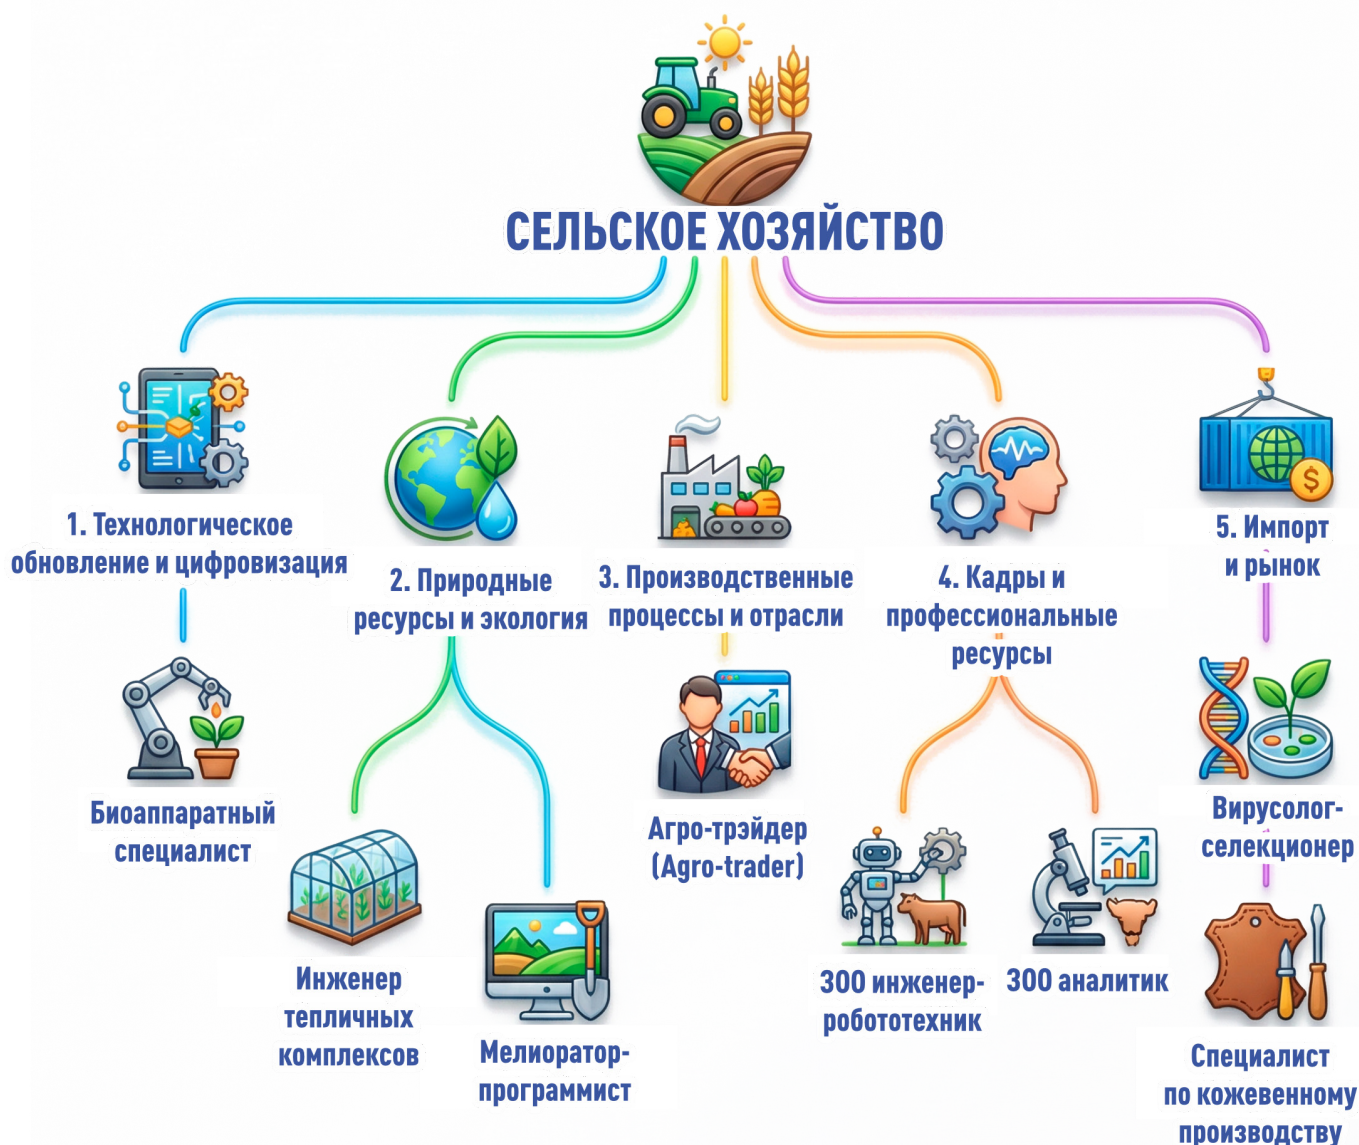 СЕЛЬСКОЕ ХОЗЯЙСТВО
1. Технологическое
обновление и цифровизация
2. Природные
ресурсы и экология
3. Производственные
процессы и отрасли
4. Кадры и
профессиональные
ресурсы
5. Импорт
и рынок
Биоаппаратный
специалист
Инженер
тепличных
комплексов
Мелиоратор-
программист
Агро-трэйдер
(Agro-trader)
ЗОО инженер-
робототехник
ЗОО аналитик
Вирусолог-
селекционер
Специалист
по кожевенному
производству